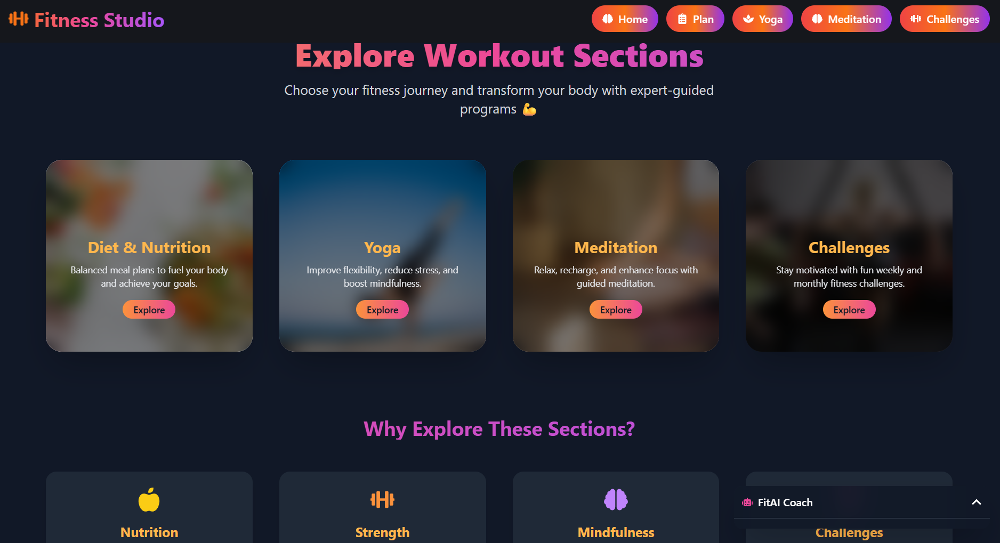 Fitness Studio
Home
Plan
Yoga
Meditation
Challenges
Explore Workout Sections
Choose your fitness journey and transform your body with expert-guided
programs 💪
Diet & Nutrition
Balanced meal plans to fuel your body
and achieve your goals.
Explore
Yoga
Improve flexibility, reduce stress, and
boost mindfulness.
Explore
Meditation
Relax, recharge, and enhance focus with
guided meditation.
Explore
Challenges
Stay motivated with fun weekly and
monthly fitness challenges.
Explore
Why Explore These Sections?
Nutrition
Strength
Mindfulness
FitAI Coach
Challenges